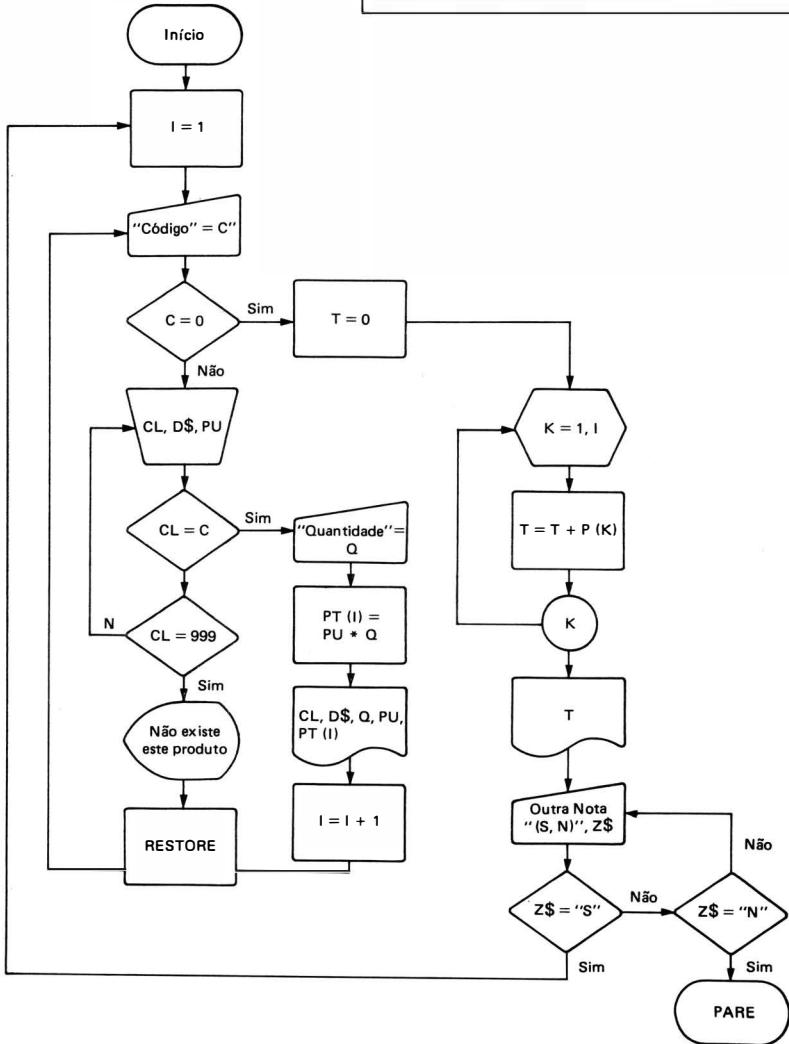 Início
I = 1
"Código" = C"
C = 0
Sim
T = 0
Não
CL, D$, PU
K = 1, I
CL = C
Sim
"Quantidade"=
Q
T = T + P (K)
N
CL = 999
PT (I) =
PU * Q
K
Sim
Não existe
este produto
CL, D$, Q, PU,
PT (I)
T
RESTORE
I = I + 1
Outra Nota
"(S, N)", Z$
Não
Z$ = "S"
Não
Z$ = "N"
Sim
Sim
PARE